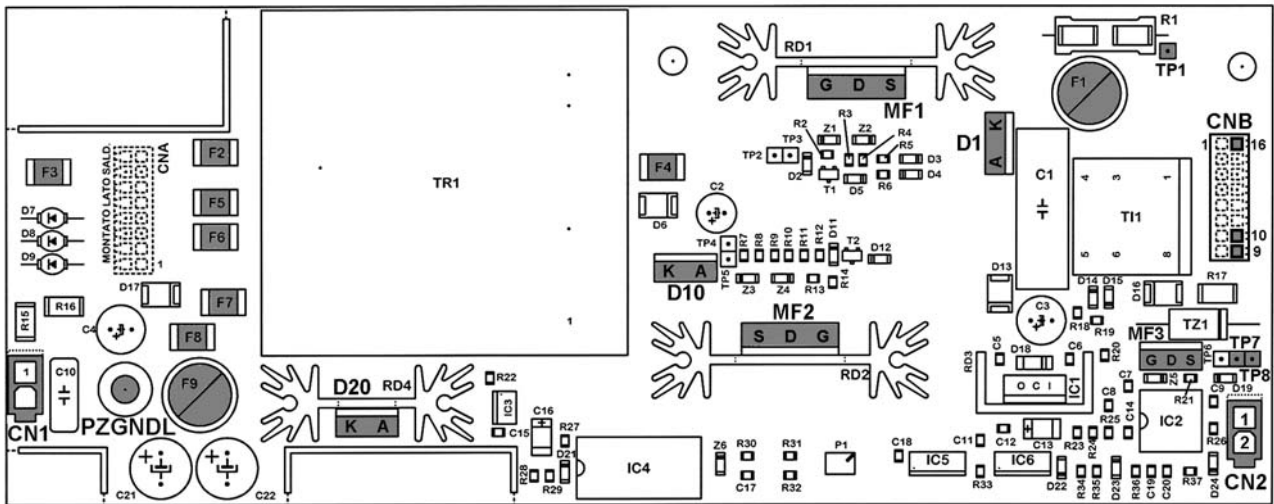 R1
TP1
RD1
G D S
MF1
F1
CNB
1
16
10
9
D1
A K
C1
4 3 1
TI1
5 6 8
F2
F3
F5
F6
F7
F8
F9
CNA
MONTATO LATO SALD.
1
D7
D8
D9
D17
R15
R16
C4
TR1
1
F4
D6
C2
TP2
TP3
R2
Z1
R3
Z2
R4
R5
D3
D2
T1
D5
R6
D4
TP4
TP5
R7
R8
R9
R10
R11
R12
D11
T2
D12
K A
D10
Z3
Z4
R13
R14
D13
C3
D14
D15
D16
R17
R18
R19
TZ1
MF2
S D G
RD2
MF3
G D S
TP6
TP7
TP8
RD3
C5
D18
C6
R20
O C I
IC1
C7
Z5
R21
D19
C9
1
C10
CN1
PZGNDL
D20
RD4
K A
R22
IC3
C15
C16
R27
D21
R28
R29
C21
C22
IC4
Z6
R30
C17
R31
R32
P1
C18
IC5
C11
R33
C12
C13
IC6
D22
R23
R24
C8
R25
C14
IC2
R26
1
2
CN2
R34
R35
D23
R36
C19
C20
R37
D24